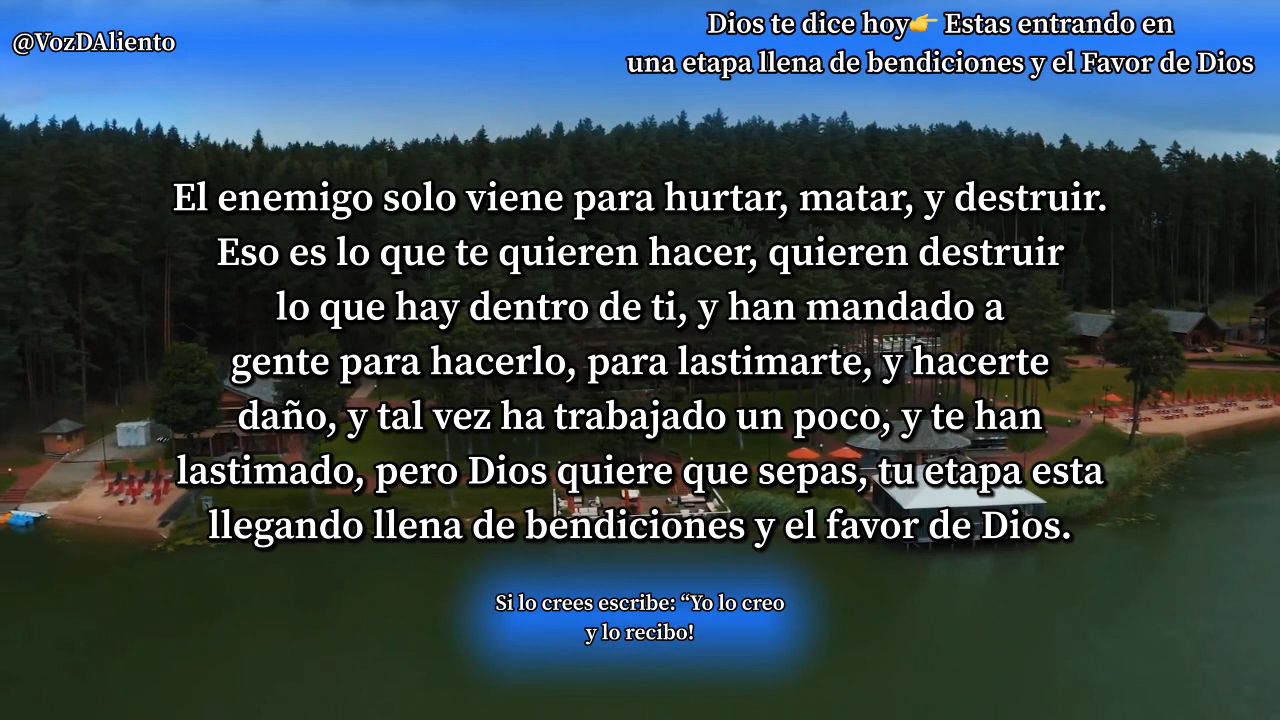 @VozDAliento
Dios te dice hoy👉 Estas entrando en
una etapa llena de bendiciones y el Favor de Dios
El enemigo solo viene para hurtar, matar, y destruir.
Eso es lo que te quieren hacer, quieren destruir
lo que hay dentro de ti, y han mandado a
gente para hacerlo, para lastimarte, y hacerte
daño, y tal vez ha trabajado un poco, y te han
lastimado, pero Dios quiere que sepas, tu etapa esta
llegando llena de bendiciones y el favor de Dios.
Si lo crees escribe: “Yo lo creo
y lo recibo!